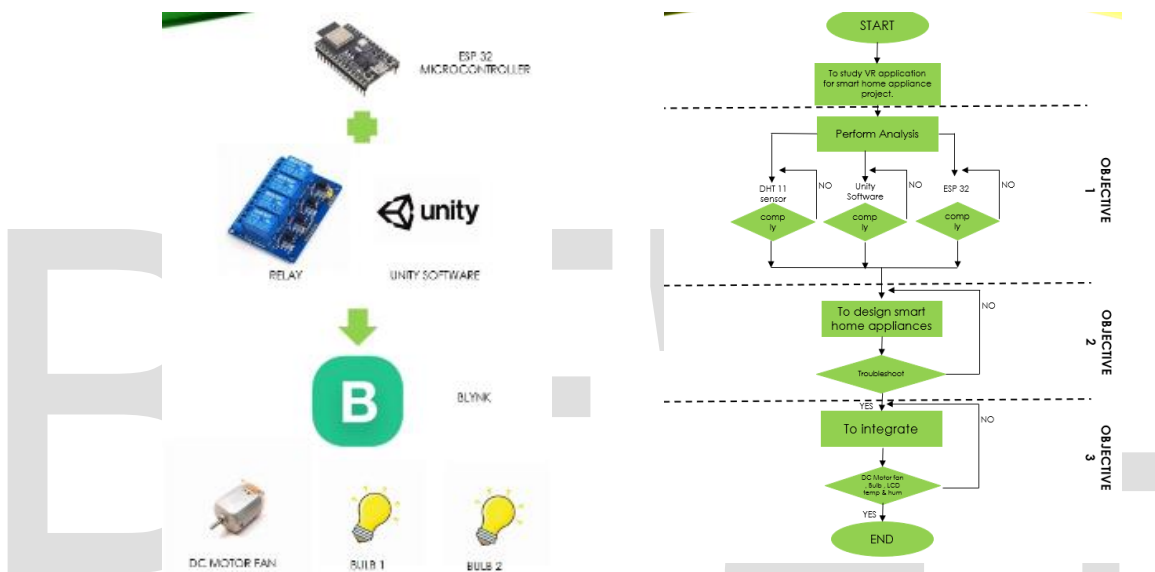 ESP 32
MICROCONTROLLER
RELAY
unity
UNITY SOFTWARE
B
BLYNK
DC MOTOR FAN
BULB 1
BULB 2
START
To study VR application
for smart home appliance
project.
Perform Analysis
DHT 11
sensor
NO
Unity
Software
NO
ESP 32
NO
comp
ly
comp
ly
comp
ly
OBJECTIVE
1
To design smart
home appliances
NO
Troubleshoot
OBJECTIVE
2
YES
To integrate
NO
DC Motor fan
, Bulb , LCD
temp & hum
OBJECTIVE
3
YES
END